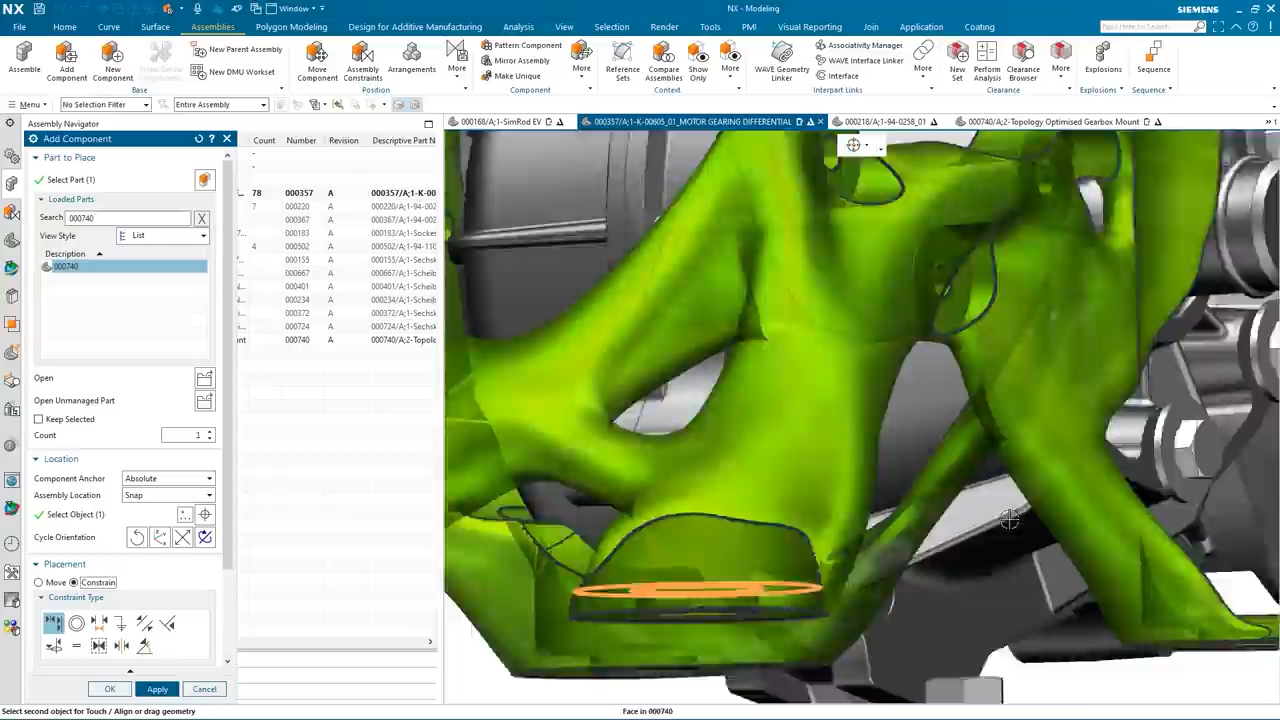 NX
Window
NX - Modeling
SIEMENS
File
Home
Curve
Surface
Assemblies
Polygon Modeling
Design for Additive Manufacturing
Analysis
View
Selection
Render
Tools
PMI
Visual Reporting
Join
Application
Coating
Assemble
Add Component
New Component
New Parent Assembly
New DMU Workset
Base
Move Component
Assembly Constraints
Arrangements
More
Position
Pattern Component
Mirror Assembly
Make Unique
More
Component
Reference Sets
Compare Assemblies
Show Only
More
Context
WAVE Geometry Linker
Associativity Manager
WAVE Interface Linker
Interface
More
Interpart Links
New Set
Perform Analysis
Clearance Browser
More
Clearance
Explosions
Explosions
Sequence
Sequence
Menu
No Selection Filter
Entire Assembly
Assembly Navigator
000168/A;1-SimRod EV
000357/A;1-K-00605_01_MOTOR GEARING DIFFERENTIAL
000218/A;1-94-0258_01
000740/A;2-Topology Optimised Gearbox Mount
1
Add Component
Count Number Revision Descriptive Part N
Part to Place
Select Part (1)
Loaded Parts
Search 000740
View Style List
Description
000740
78 000357 A 000357/A;1-K-00
7 000220 A 000220/A;1-94-002
000367 A 000367/A;1-94-002
000183 A 000183/A;1-Socker
4 000502 A 000502/A;1-94-110
000155 A 000155/A;1-Sechsk
000667 A 000667/A;1-Scheib
000401 A 000401/A;1-Scheib
000234 A 000234/A;1-Scheib
000372 A 000372/A;1-Sechsk
000724 A 000724/A;1-Sechsk
000740 A 000740/A;2-Topolo
Open
Open Unmanaged Part
Keep Selected
Count 1
Location
Component Anchor Absolute
Assembly Location Snap
Select Object (1)
Cycle Orientation
Placement
Move Constrain
Constraint Type
OK Apply Cancel
Select second object for Touch / Align or drag geometry
Face in 000740